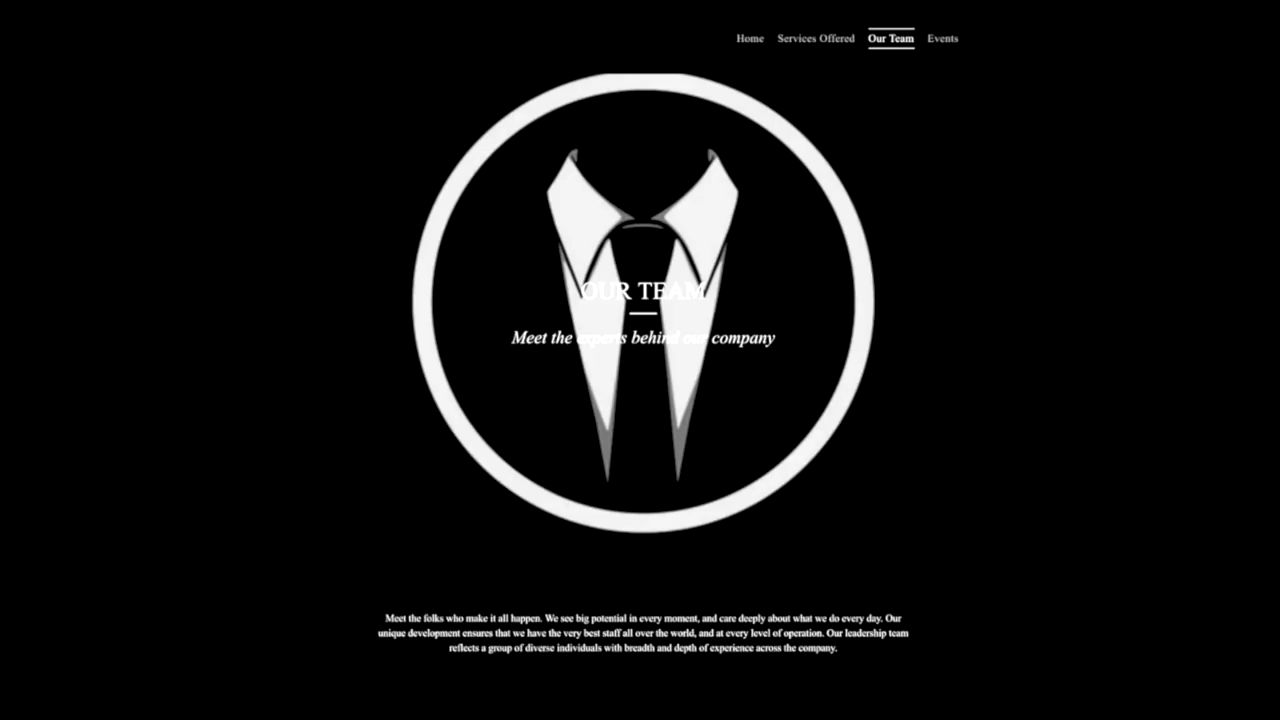 Home Services Offered Our Team Events
OUR TEAM
Meet the experts behind our company
Meet the folks who make it all happen. We see big potential in every moment, and care deeply about what we do every day. Our
unique development ensures that we have the very best staff all over the world, and at every level of operation. Our leadership team
reflects a group of diverse individuals with breadth and depth of experience across the company.